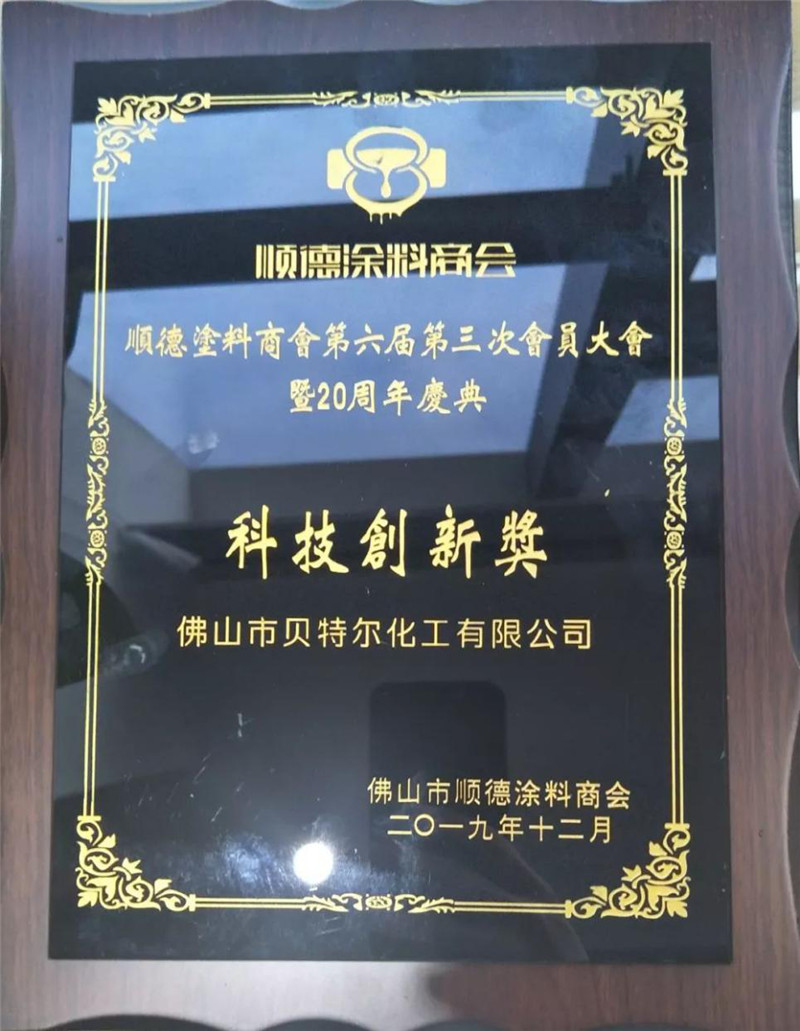 顺德涂料商会
順德塗料商會第六届第三次會員大會
暨20周年慶典
科技創新獎
佛山市贝特尔化工有限公司
佛山市顺德涂料商会
二〇一九年十二月